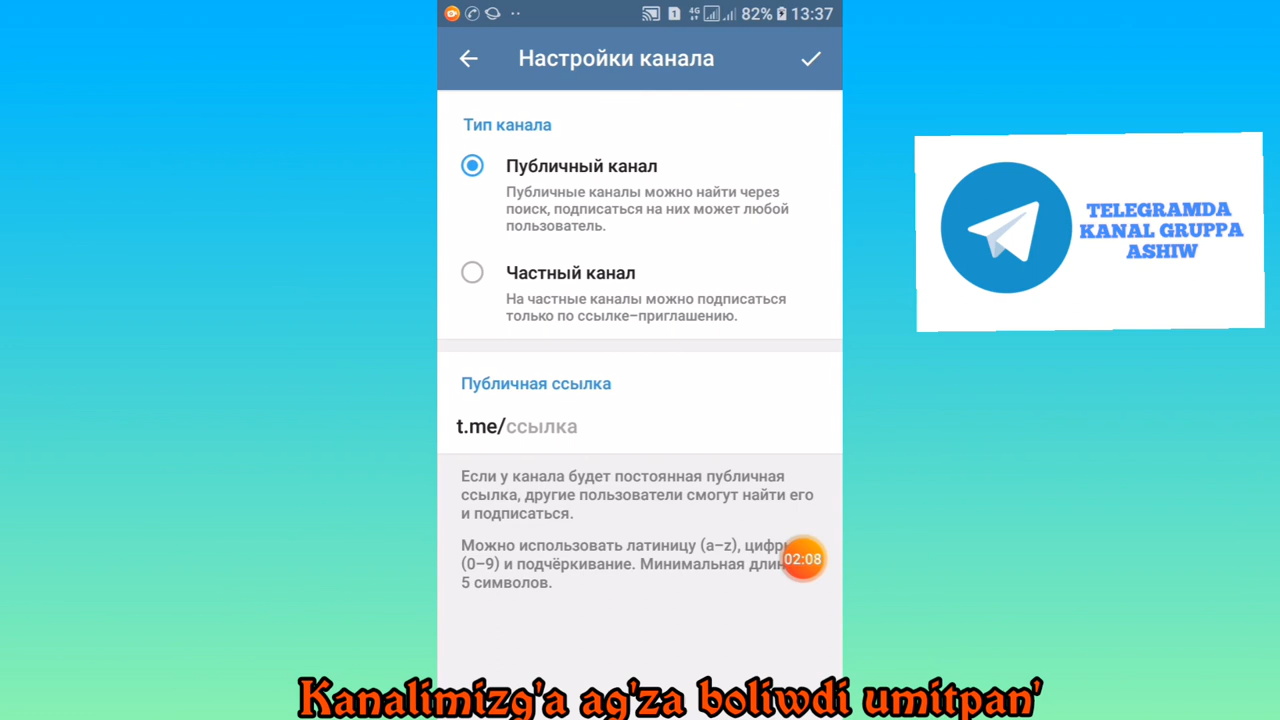 82% 13:37
Настройки канала
Тип канала
Публичный канал
Публичные каналы можно найти через
поиск, подписаться на них может любой
пользователь.
Частный канал
На частные каналы можно подписаться
только по ссылке-приглашению.
Публичная ссылка
t.me/ссылка
Если у канала будет постоянная публичная
ссылка, другие пользователи смогут найти его
и подписаться.
Можно использовать латиницу (a-z), цифры
(0-9) и подчёркивание. Минимальная
5 символов.
02:08
TELEGRAMDA
KANAL GRUPPA
ASHIW
Kanalimizg'a ag'za boliwdi umitpan'